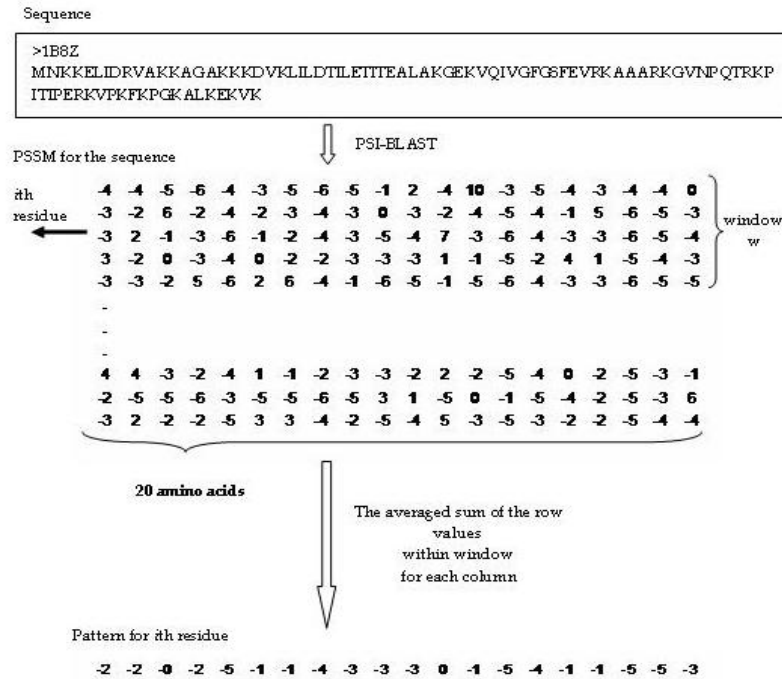 Sequence
>1B8Z
MNKKELIDRVAKKAGAKKKDVKLILDTILETITEALAKGEKVQIVGFGSFEVRKAAARKGVNPQTRKP
ITIPERKVPKFKPGKALKEKVK
PSI-BLAST
PSSM for the sequence
ith
residue
-4 -4 -5 -6 -4 -3 -5 -6 -5 -1 2 -4 10 -3 -5 -4 -3 -4 -4 0
-3 -2 6 -2 -4 -2 -3 -4 -3 0 -3 -2 -4 -5 -4 -1 5 -6 -5 -3
-3 2 -1 -3 -6 -1 -2 -4 -3 -5 -4 7 -3 -6 -4 -3 -3 -6 -5 -4
3 -2 0 -3 -4 0 -2 -2 -3 -3 -3 1 -1 -5 -2 4 1 -5 -4 -3
-3 -3 -2 5 -6 2 6 -4 -1 -6 -5 -1 -5 -6 -4 -3 -3 -6 -5 -5
window
w
-
-
-
4 4 -3 -2 -4 1 -1 -2 -3 -3 -2 2 -2 -5 -4 0 -2 -5 -3 -1
-2 -5 -5 -6 -3 -5 -5 -6 -5 3 1 -5 0 -1 -5 -4 -2 -5 -3 6
-3 2 -2 -2 -5 3 3 -4 -2 -5 -4 5 -3 -5 -3 -2 -2 -5 -4 -4
20 amino acids
The averaged sum of the row
values
within window
for each column
Pattern for ith residue
-2 -2 -0 -2 -5 -1 -1 -4 -3 -3 -3 0 -1 -5 -4 -1 -1 -5 -5 -3